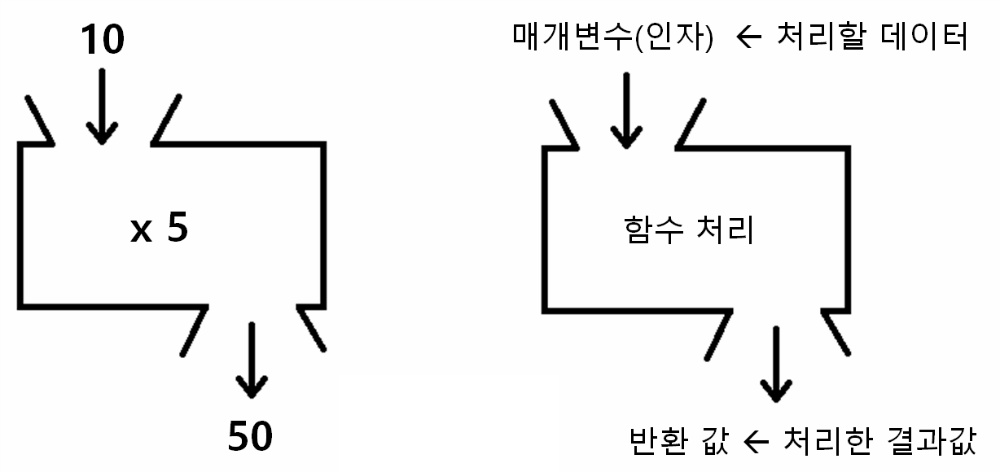 10
x 5
50
매개변수(인자) ← 처리할 데이터
함수 처리
반환 값 ← 처리한 결과값